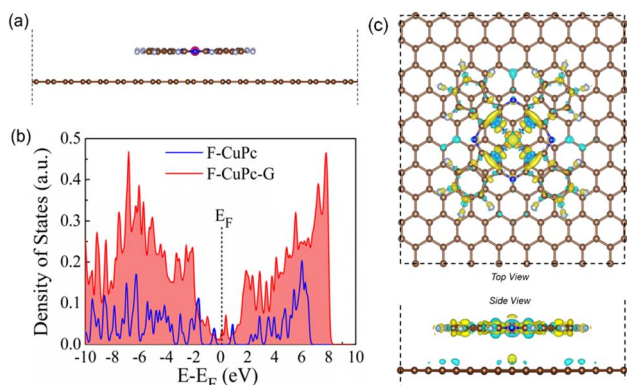 (a)
(b)
Density of States (a.u.)
0.5
0.4
0.3
0.2
0.1
0.0
F-CuPc
F-CuPc-G
E_F
-10 -8 -6 -4 -2 0 2 4 6 8 10
E-E_F (eV)
(c)
Top View
Side View